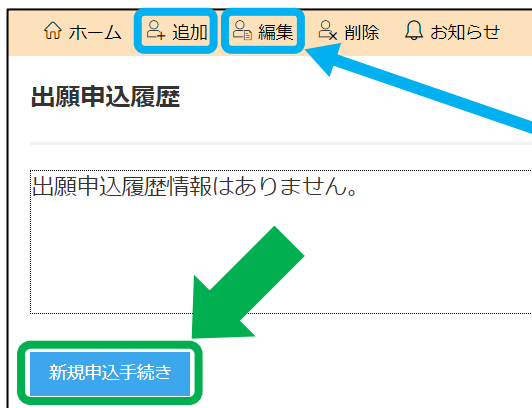 ホーム 追加 編集 削除 お知らせ
出願申込履歴
出願申込履歴情報はありません。
新規申込手続き